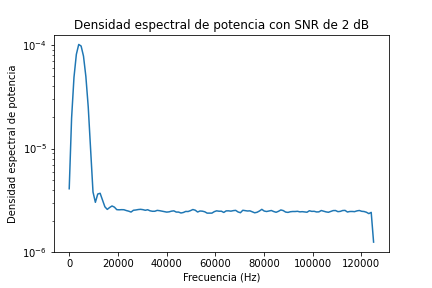 Densidad espectral de potencia con SNR de 2 dB
Densidad espectral de potencia
10⁻⁴
10⁻⁵
10⁻⁶
0 20000 40000 60000 80000 100000 120000
Frecuencia (Hz)